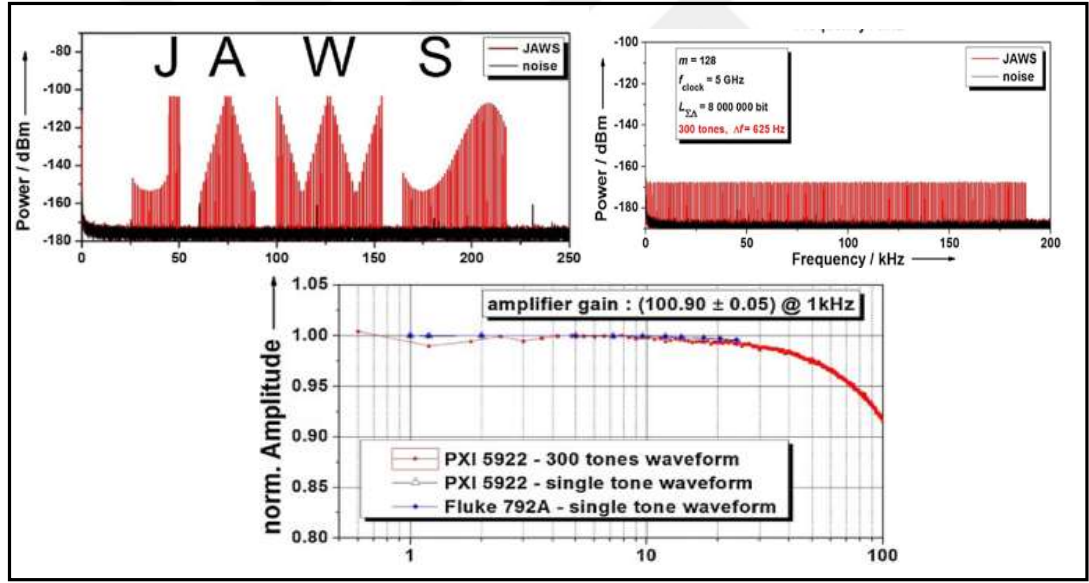 J A W S
JAWS
noise
Power / dBm
-80
-100
-120
-140
-160
-180
0 50 100 150 200 250
-100
-120
-140
-160
-180
Power / dBm
m = 128
f clock = 5 GHz
L ΣΔ = 8 000 000 bit
300 tones, Δf = 625 Hz
JAWS
noise
0 50 100 150 200
Frequency / kHz
norm. Amplitude
1.05
1.00
0.95
0.90
0.85
0.80
amplifier gain : (100.90 ± 0.05) @ 1kHz
PXI 5922 - 300 tones waveform
PXI 5922 - single tone waveform
Fluke 792A - single tone waveform
1 10 100